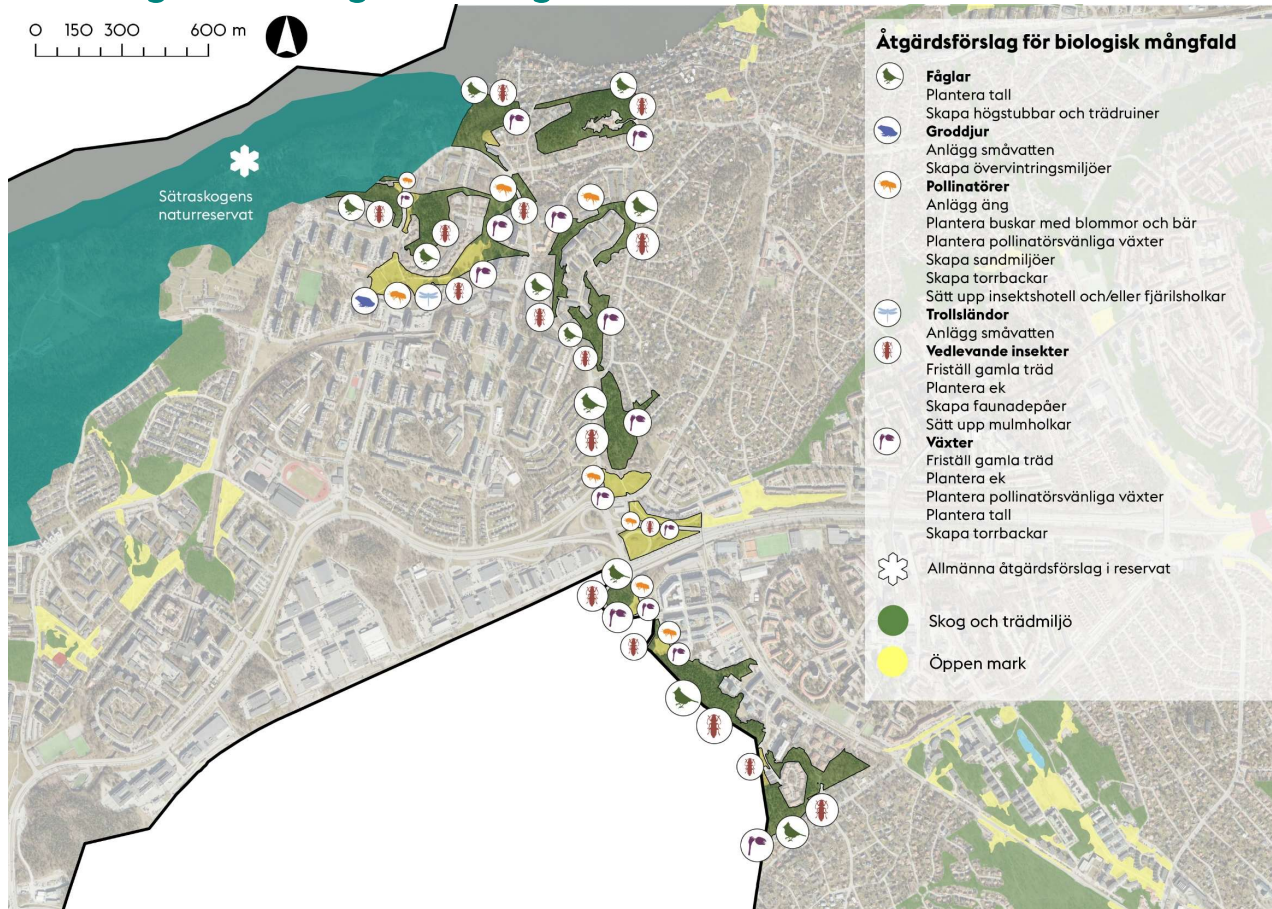 0 150 300 600 m
Sätraskogens
naturreservat
Åtgärdsförslag för biologisk mångfald
Fåglar
Plantera tall
Skapa högstubbar och trädruiner
Groddjur
Anlägg småvatten
Skapa övervintringsmiljöer
Pollinatörer
Anlägg äng
Plantera buskar med blommor och bär
Plantera pollinatörsvänliga växter
Skapa sandmiljöer
Skapa torrbackar
Sätt upp insektshotell och/eller fjärilsholkar
Trollsländor
Anlägg småvatten
Vedlevande insekter
Friställ gamla träd
Plantera ek
Skapa faunadepåer
Sätt upp mulmholkar
Växter
Friställ gamla träd
Plantera ek
Plantera pollinatörsvänliga växter
Plantera tall
Skapa torrbackar
Allmänna åtgärdsförslag i reservat
Skog och trädmiljö
Öppen mark